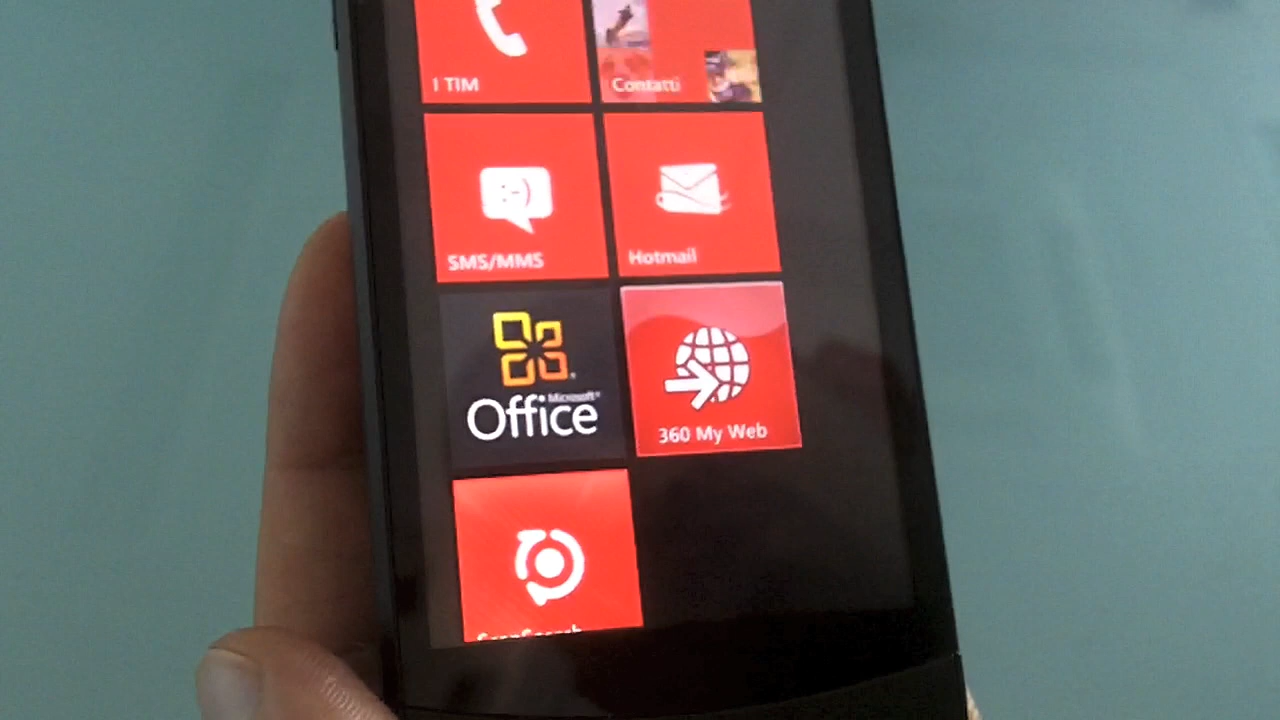 I TIM
Contatti
SMS/MMS
Hotmail
Microsoft®
Office
360 My Web